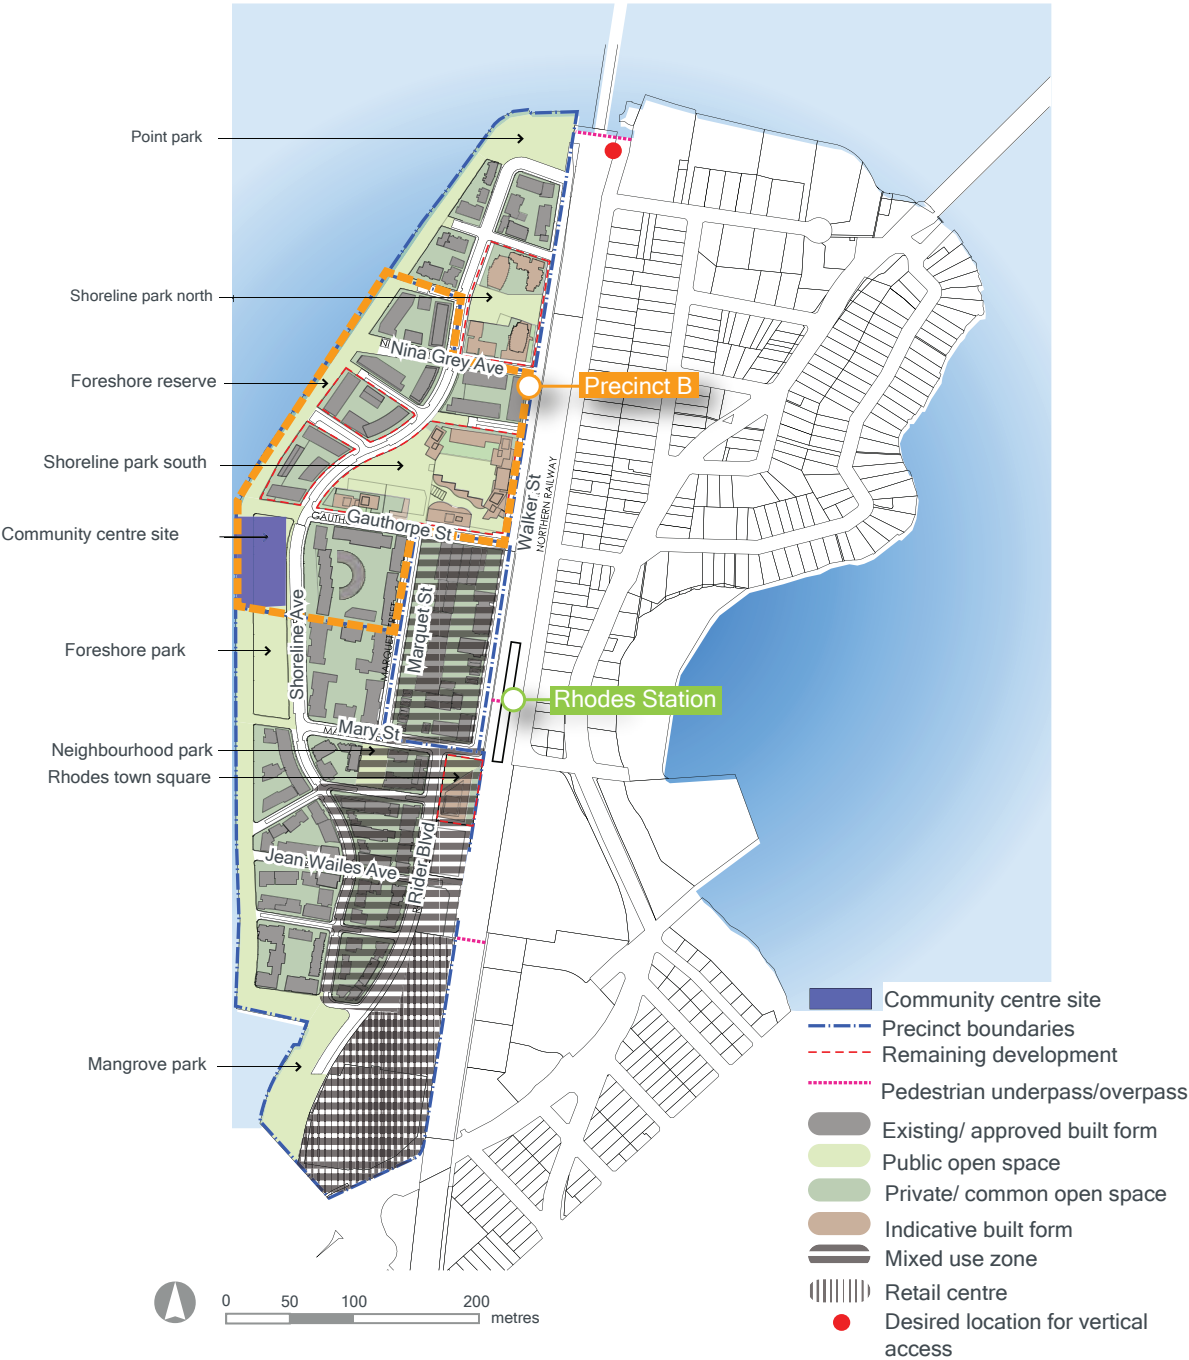 Point park
Shoreline park north
Nina Grey Ave
Foreshore reserve
Precinct B
Shoreline park south
Walker St
NORTHERN RAILWAY
Gauthorpe St
Community centre site
Marquet St
Shoreline Ave
Foreshore park
Rhodes Station
Mary St
Neighbourhood park
Rhodes town square
Rider Blvd
Jean Wailes Ave
Mangrove park
Community centre site
Precinct boundaries
Remaining development
Pedestrian underpass/overpass
Existing/ approved built form
Public open space
Private/ common open space
Indicative built form
Mixed use zone
Retail centre
Desired location for vertical
access
0 50 100 200
metres